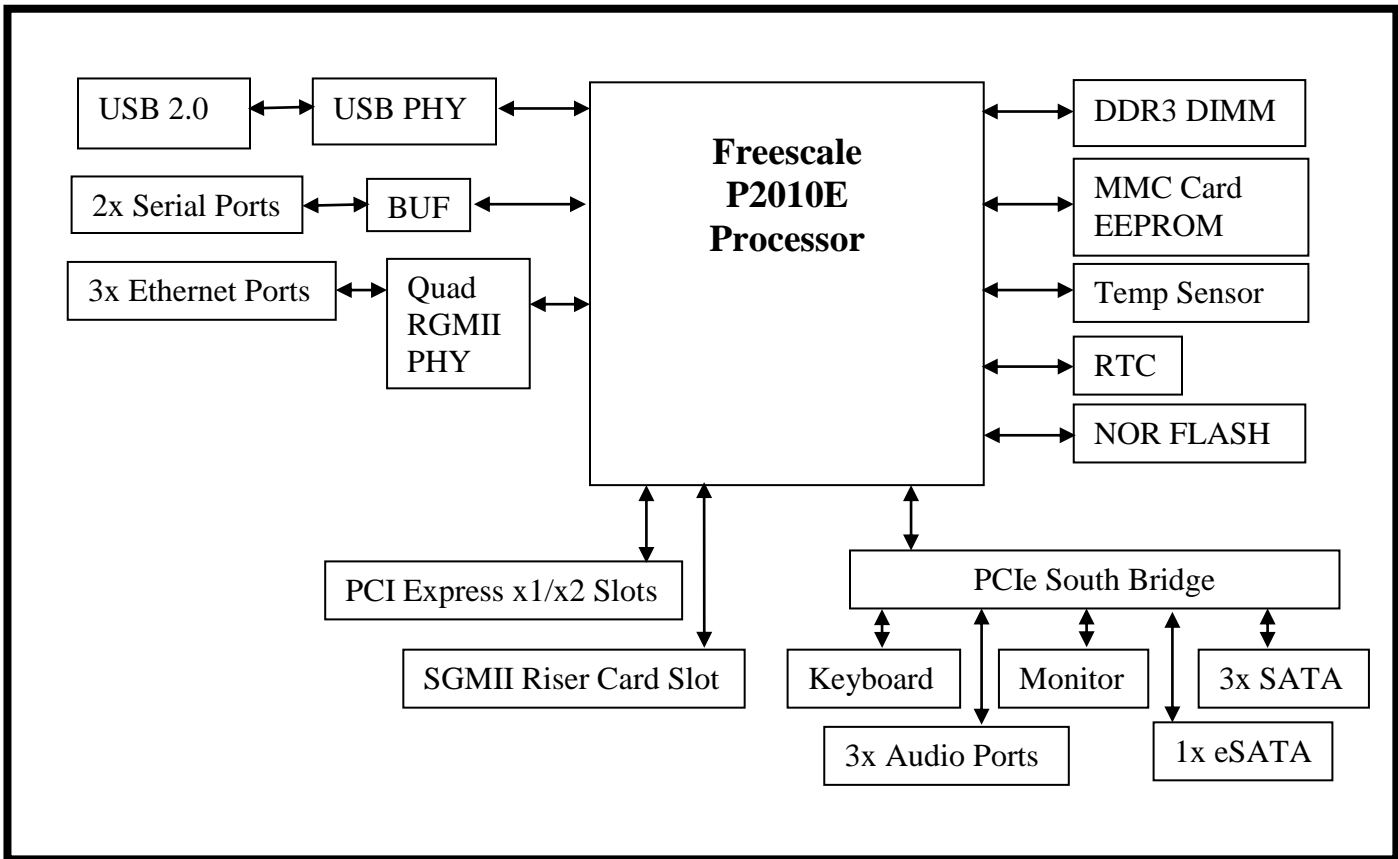 USB 2.0
USB PHY
2x Serial Ports
BUF
3x Ethernet Ports
Quad
RGMII
PHY
Freescale
P2010E
Processor
DDR3 DIMM
MMC Card
EEPROM
Temp Sensor
RTC
NOR FLASH
PCI Express x1/x2 Slots
SGMII Riser Card Slot
PCIe South Bridge
Keyboard
Monitor
3x SATA
3x Audio Ports
1x eSATA